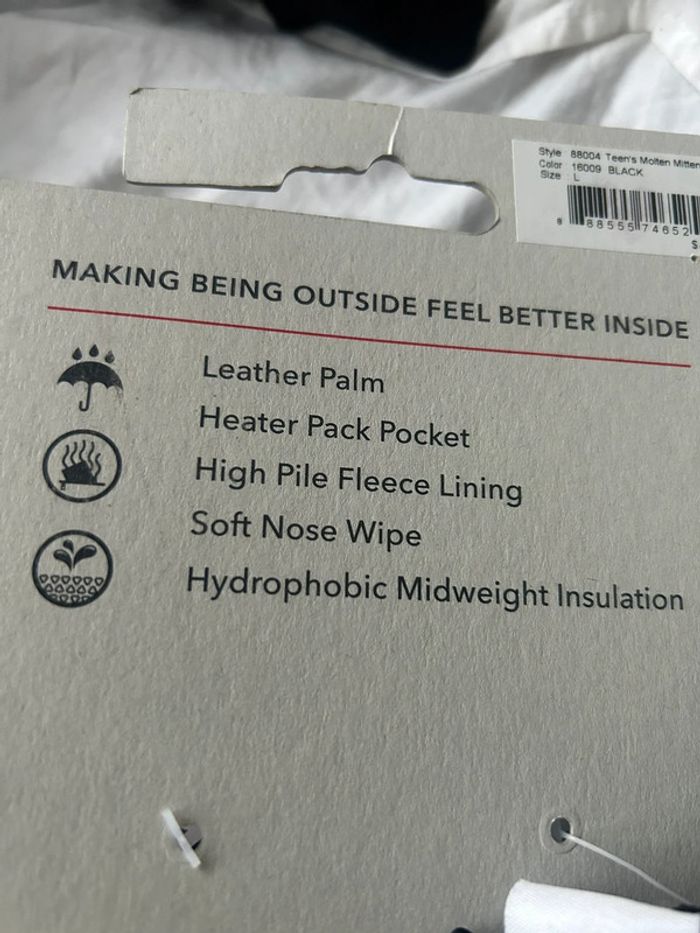 Style 88004 Teen's Molten Mitten
Color 16009 BLACK
Size L
8 88555 74652
$
MAKING BEING OUTSIDE FEEL BETTER INSIDE
Leather Palm
Heater Pack Pocket
High Pile Fleece Lining
Soft Nose Wipe
Hydrophobic Midweight Insulation